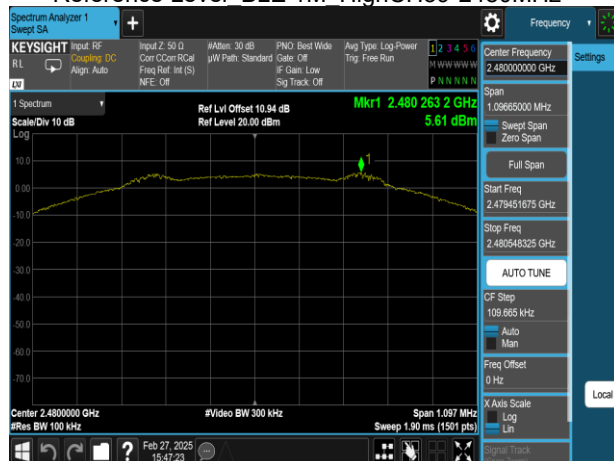 Spectrum Analyzer 1
Swept SA
Frequency
KEYSIGHT
RL
LXI
Input: RF
Coupling: DC
Align: Auto
Input Z: 50 Ω
Corr CCorr RCal
Freq Ref: Int (S)
NFE: Off
#Atten: 30 dB
µW Path: Standard
PNO: Best Wide
Gate: Off
IF Gain: Low
Sig Track: Off
Avg Type: Log-Power
Trig: Free Run
1 2 3 4 5 6
M W W W W W
P N N N N N
1 Spectrum
Scale/Div 10 dB
Log
Ref Lvl Offset 10.94 dB
Ref Level 20.00 dBm
Mkr1 2.480 263 2 GHz
5.61 dBm
1
10.0
0.00
-10.0
-20.0
-30.0
-40.0
-50.0
-60.0
-70.0
Center 2.4800000 GHz
#Res BW 100 kHz
#Video BW 300 kHz
Span 1.097 MHz
Sweep 1.90 ms (1501 pts)
Feb 27, 2025
15:47:23
Center Frequency
2.480000000 GHz
Settings
Span
1.09665000 MHz
Swept Span
Zero Span
Full Span
Start Freq
2.479451675 GHz
Stop Freq
2.480548325 GHz
AUTO TUNE
CF Step
109.665 kHz
Auto
Man
Freq Offset
0 Hz
X Axis Scale
Log
Lin
Local
Signal Track